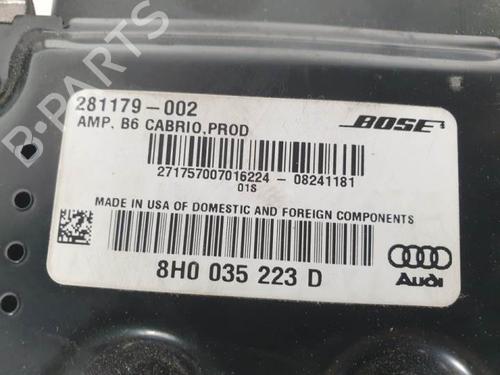 281179-002
AMP, B6 CABRIO,PROD
BOSE
271757007016224 - 08241181
01S
MADE IN USA OF DOMESTIC AND FOREIGN COMPONENTS
8H0 035 223 D
Audi
B-PARTS